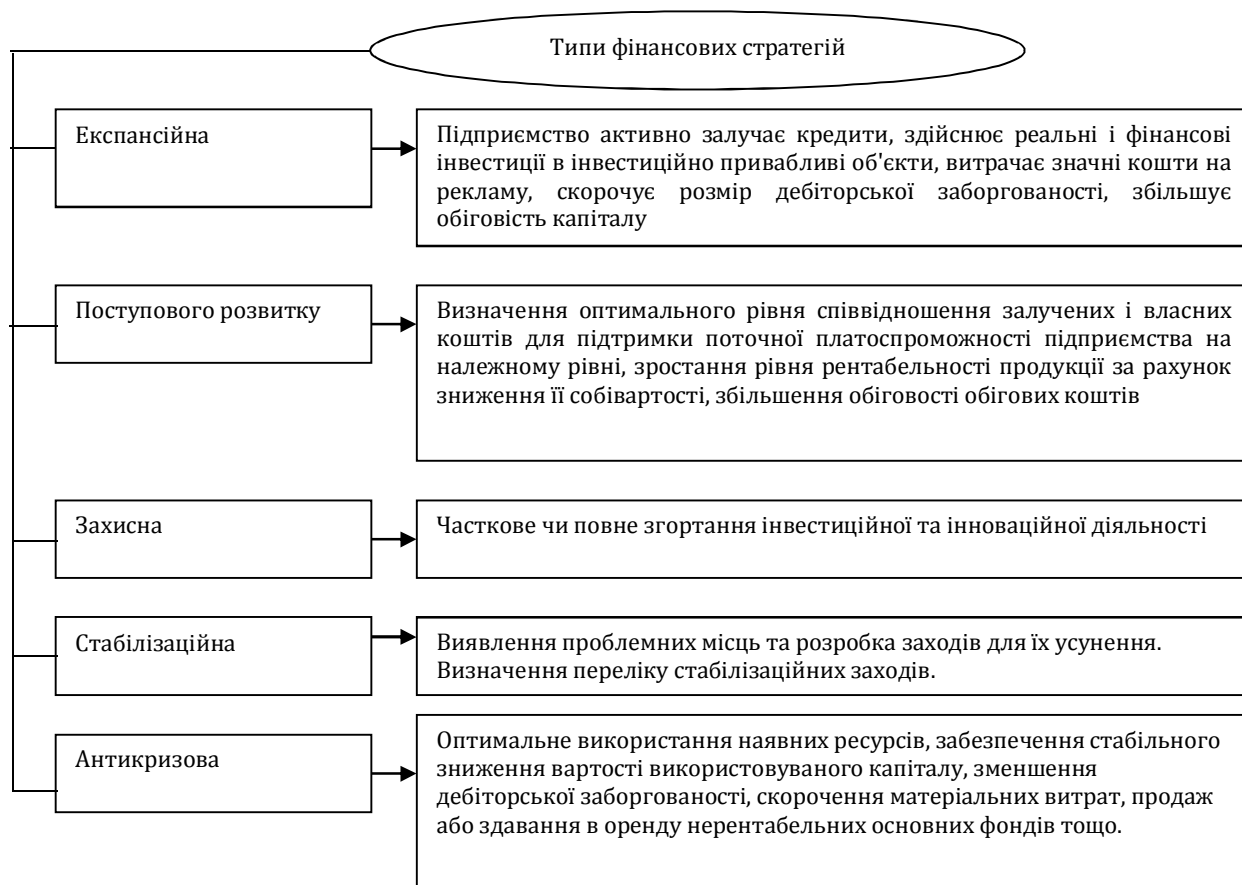 Типи фінансових стратегій
Експансійна
Підприємство активно залучає кредити, здійснює реальні і фінансові
інвестиції в інвестиційно привабливі об'єкти, витрачає значні кошти на
рекламу, скорочує розмір дебіторської заборгованості, збільшує
обіговість капіталу
Поступового розвитку
Визначення оптимального рівня співвідношення залучених і власних
коштів для підтримки поточної платоспроможності підприємства на
належному рівні, зростання рівня рентабельності продукції за рахунок
зниження її собівартості, збільшення обіговості обігових коштів
Захисна
Часткове чи повне згортання інвестиційної та інноваційної діяльності
Стабілізаційна
Виявлення проблемних місць та розробка заходів для їх усунення.
Визначення переліку стабілізаційних заходів.
Антикризова
Оптимальне використання наявних ресурсів, забезпечення стабільного
зниження вартості використовуваного капіталу, зменшення
дебіторської заборгованості, скорочення матеріальних витрат, продаж
або здавання в оренду нерентабельних основних фондів тощо.